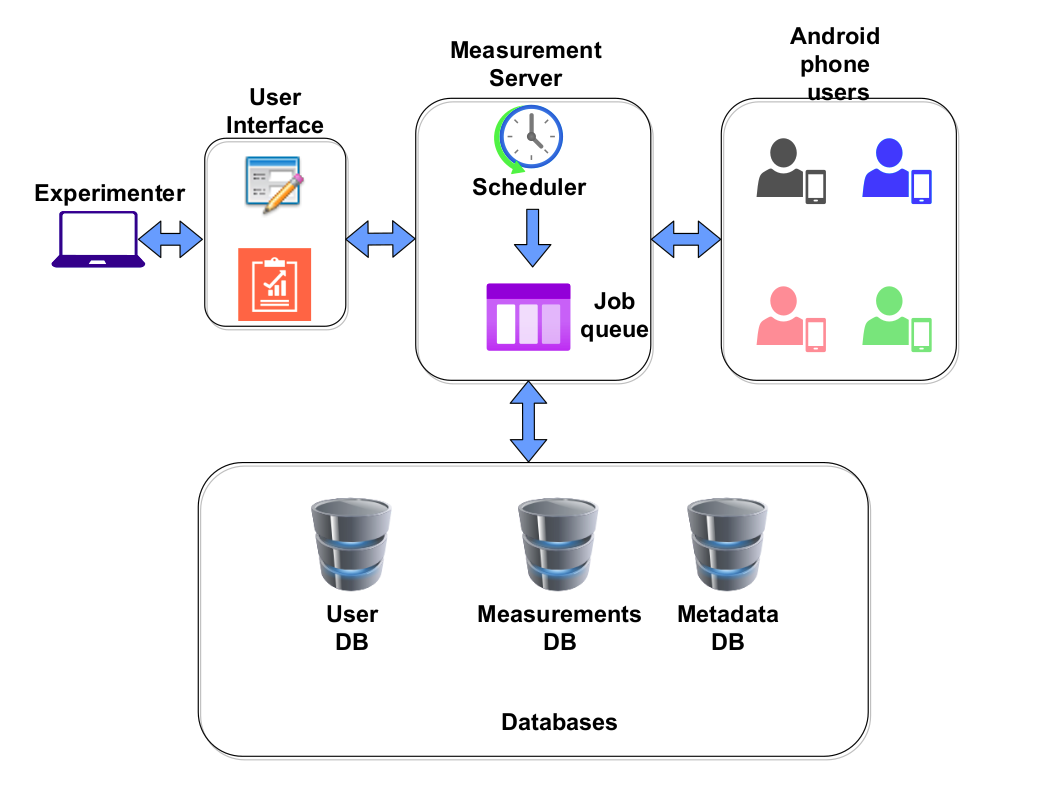 Experimenter
User
Interface
Measurement
Server
Scheduler
Job
queue
Android
phone
users
User
DB
Measurements
DB
Metadata
DB
Databases